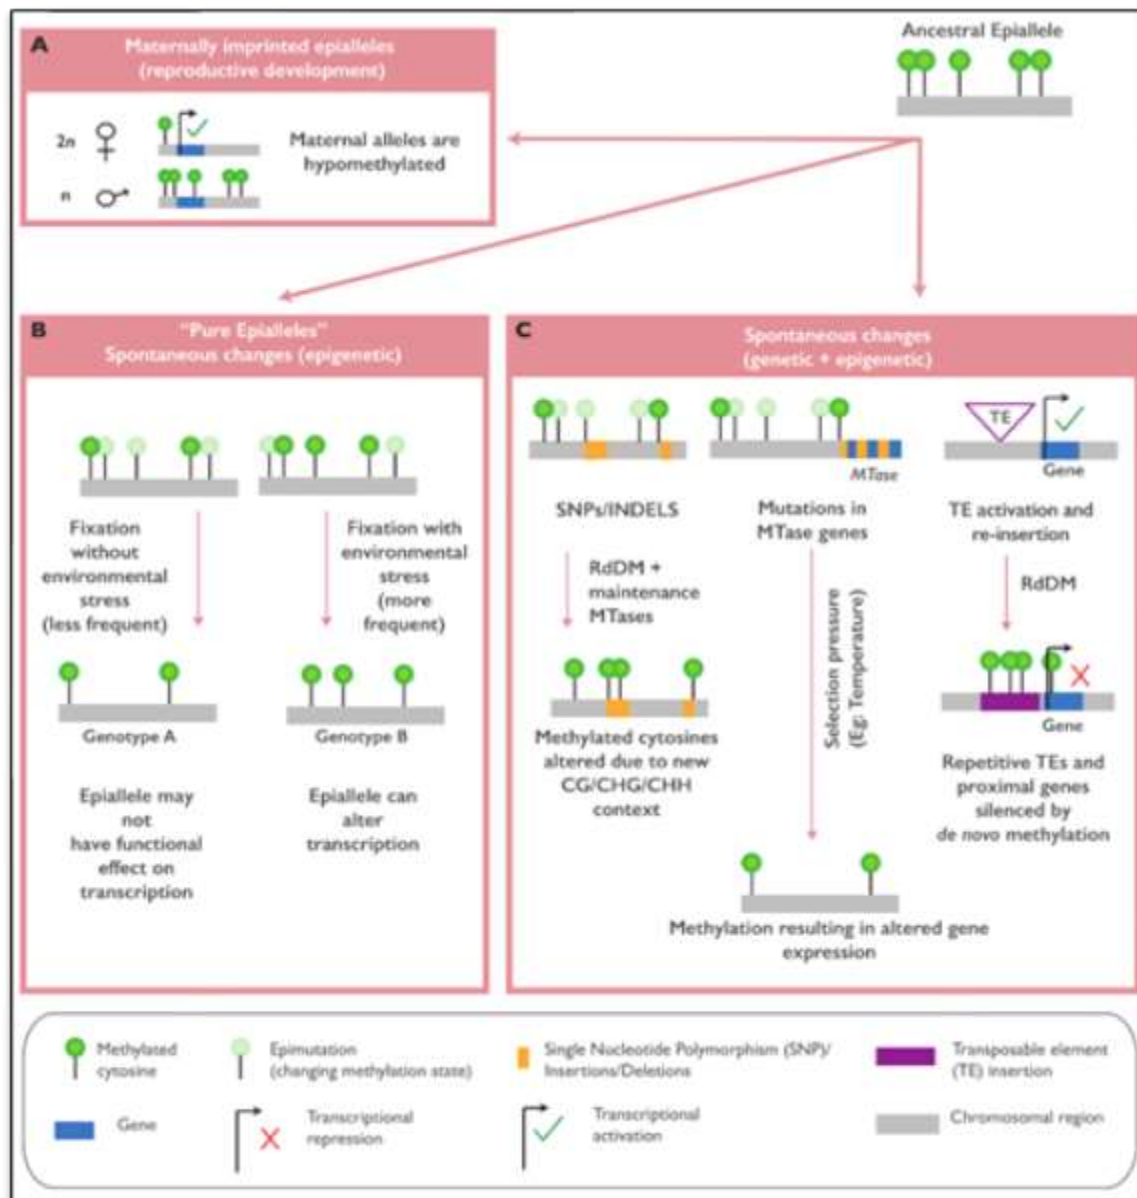 A
Maternally imprinted epialleles
(reproductive development)
2n
n
Maternal alleles are
hypomethylated
Ancestral Epiallele
B
"Pure Epialleles"
Spontaneous changes (epigenetic)
Fixation
without
environmental
stress
(less frequent)
Fixation with
environmental
stress
(more
frequent)
Genotype A
Genotype B
Epiallele may
not
have functional
effect on
transcription
Epiallele can
alter
transcription
C
Spontaneous changes
(genetic + epigenetic)
MTase
TE
Gene
SNPs/INDELS
Mutations in
MTase genes
TE activation and
re-insertion
RdDM +
maintenance
MTases
Selection pressure
(Eg: Temperature)
RdDM
Gene
Methylated cytosines
altered due to new
CG/CHG/CHH
context
Repetitive TEs and
proximal genes
silenced by
de novo methylation
Methylation resulting in altered gene
expression
Methylated
cytosine
Epimutation
(changing methylation state)
Single Nucleotide Polymorphism (SNP)/
Insertions/Deletions
Transposable element
(TE) insertion
Gene
Transcriptional
repression
Transcriptional
activation
Chromosomal region